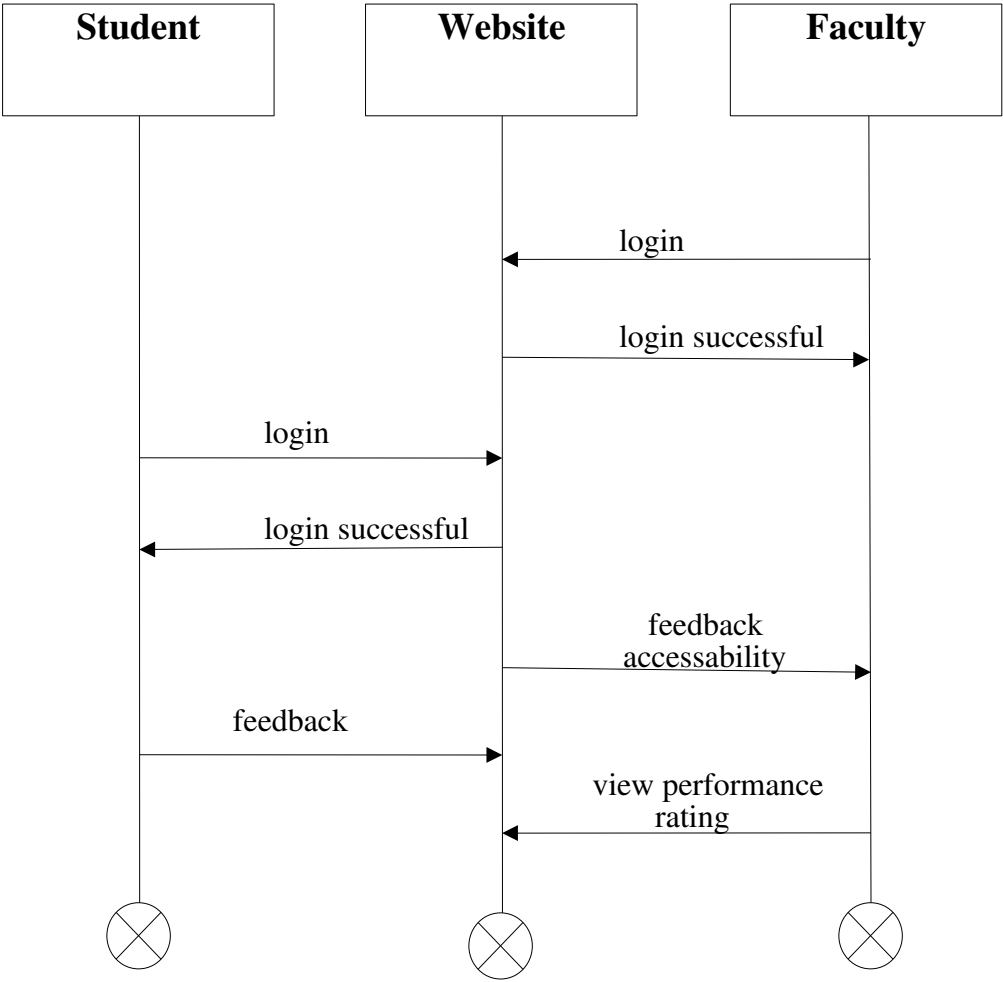 Student
Website
Faculty
login
login successful
login
login successful
feedback
accessability
feedback
view performance
rating